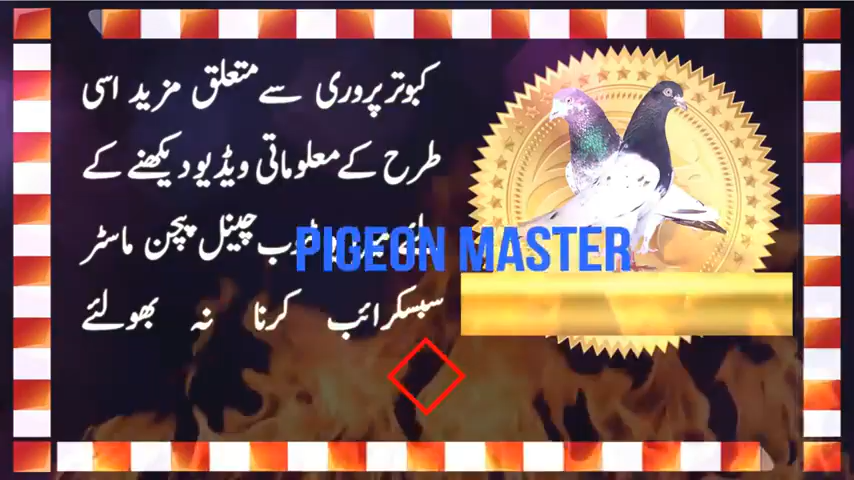 کبوتر پروری سے متعلق مزید اسی
طرح کے معلوماتی ویڈیو دیکھنے کے
چینل پیجن ماسٹر
سبسکرائب کرنا نہ بھولئے
PIGEON MASTER